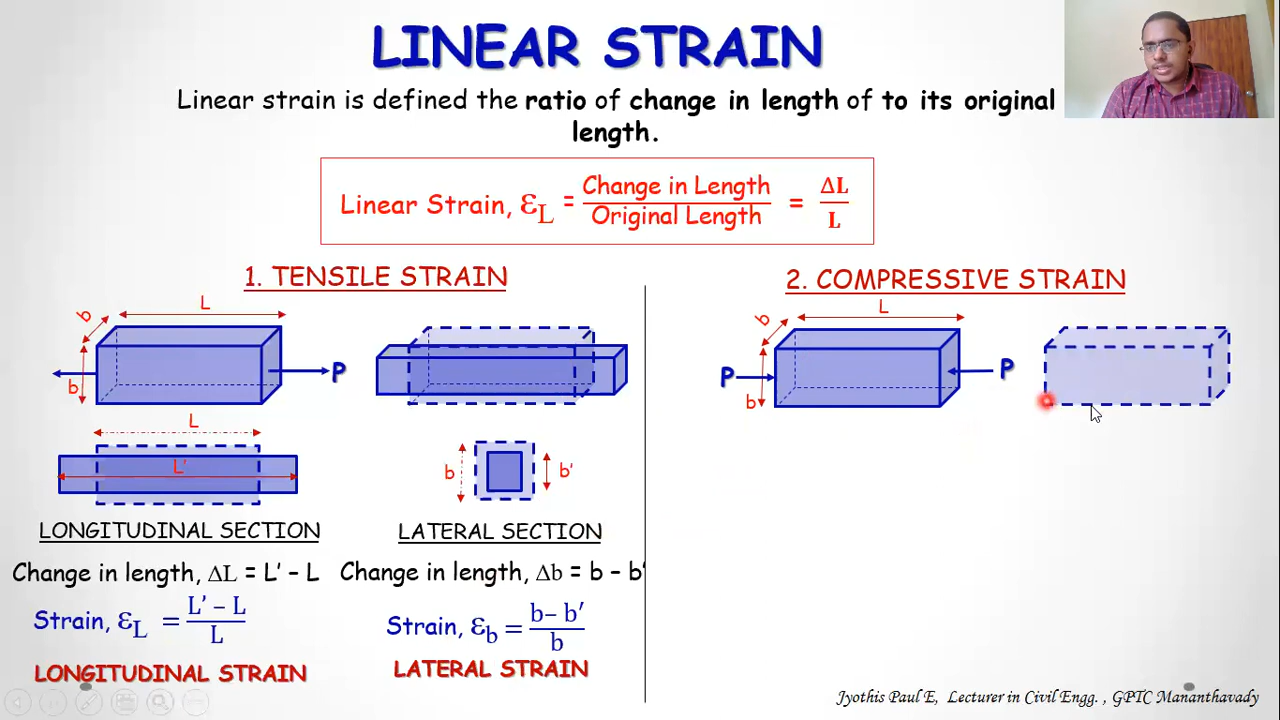 LINEAR STRAIN
Linear strain is defined the ratio of change in length of to its original
length.
Linear Strain, εL = Change in Length / Original Length = ΔL / L
1. TENSILE STRAIN
L
b
b
P
L
L'
b
b'
LONGITUDINAL SECTION
LATERAL SECTION
Change in length, ΔL = L' – L
Change in length, Δb = b – b'
Strain, εL = L' – L / L
Strain, εb = b– b' / b
LONGITUDINAL STRAIN
LATERAL STRAIN
2. COMPRESSIVE STRAIN
L
b
P
P
b
Jyothis Paul E, Lecturer in Civil Engg. , GPTC Mananthavady